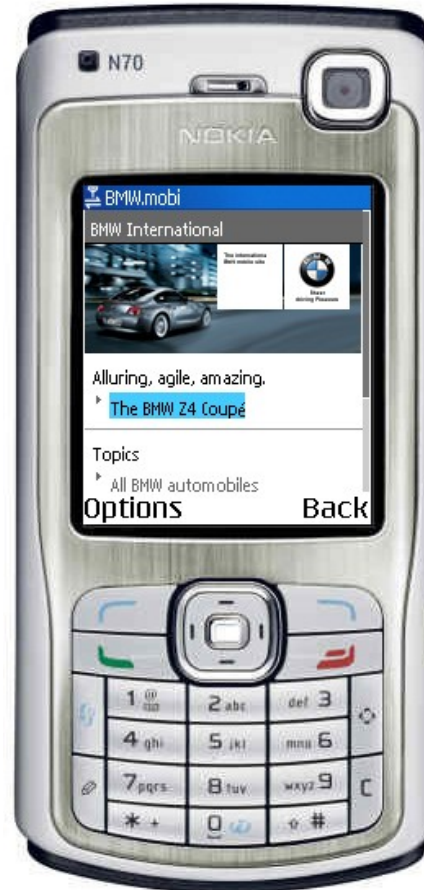 N70
NOKIA
BMW.mobi
BMW International
The international
BMW mobile site
Sheer
Driving Pleasure
Alluring, agile, amazing.
The BMW Z4 Coupé
Topics
All BMW automobiles
Options Back
1 @
2 abc
def 3
4 ghi
5 jkl
mno 6
7 pqrs
8 tuv
wxyz 9
C
* +
0
#